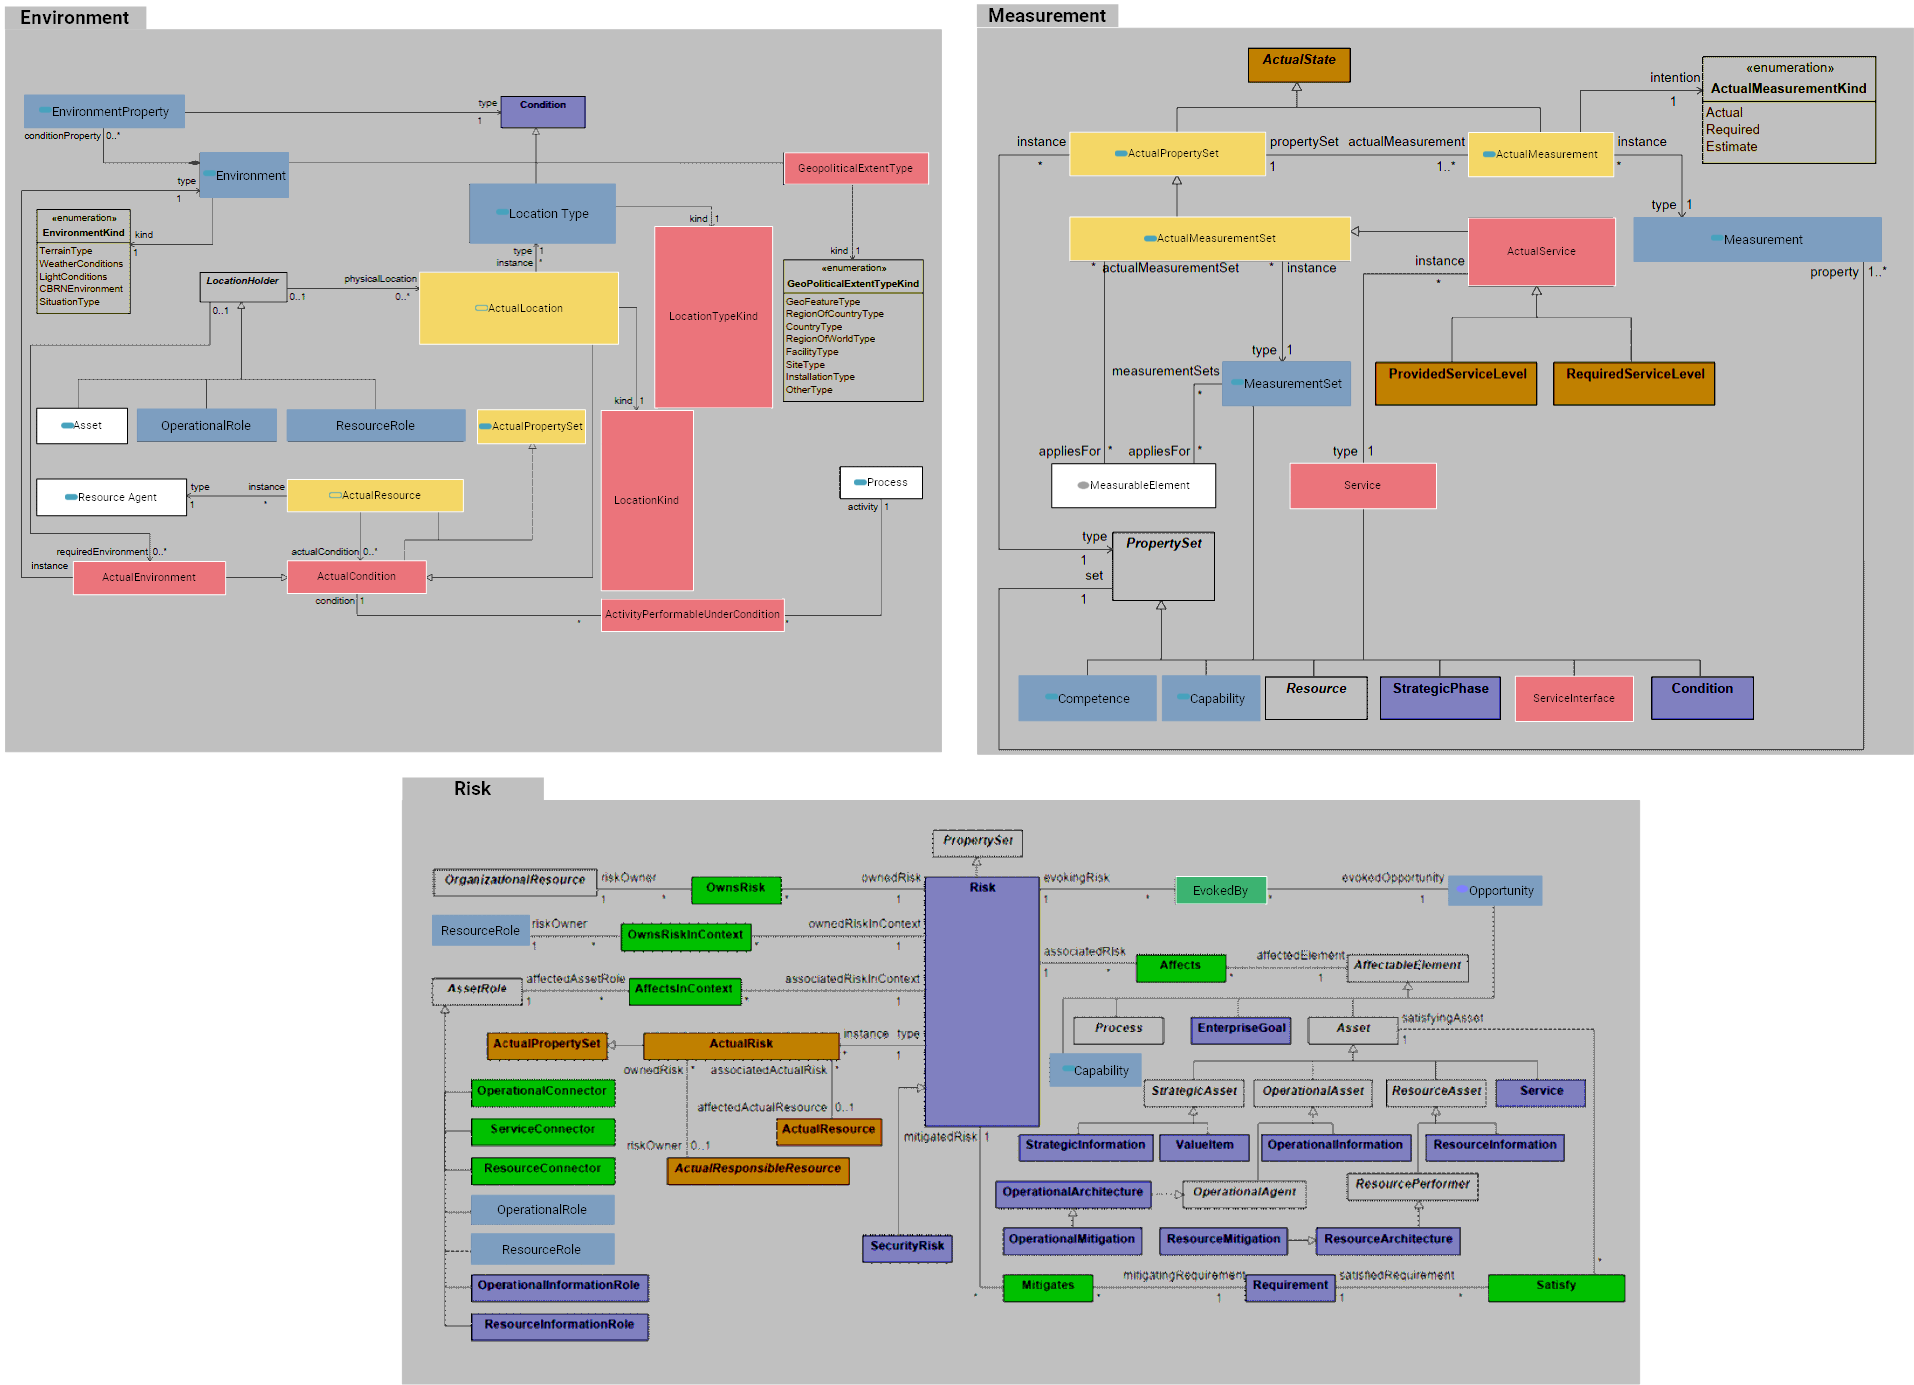 Environment
EnvironmentProperty
type
1
Condition
conditionProperty
0..*
Environment
type
1
GeopoliticalExtentType
Location Type
kind
1
«enumeration»
EnvironmentKind
TerrainType
WeatherConditions
LightConditions
CBRNEnvironment
SituationType
kind
1
type
1
instance
*
kind
1
LocationHolder
0..1
0..1
physicalLocation
0..*
ActualLocation
LocationTypeKind
«enumeration»
GeoPoliticalExtentTypeKind
GeoFeatureType
RegionOfCountryType
CountryType
RegionOfWorldType
FacilityType
SiteType
InstallationType
OtherType
kind
1
Asset
OperationalRole
ResourceRole
ActualPropertySet
LocationKind
Resource Agent
type
1
instance
*
ActualResource
Process
activity
1
requiredEnvironment
0..*
actualCondition
0..*
instance
ActualEnvironment
ActualCondition
condition
1
*
ActivityPerformableUnderCondition
*
Measurement
ActualState
intention
1
«enumeration»
ActualMeasurementKind
Actual
Required
Estimate
instance
*
ActualPropertySet
propertySet
1
actualMeasurement
1..*
ActualMeasurement
instance
*
type
1
ActualMeasurementSet
ActualService
Measurement
* actualMeasurementSet
* instance
instance
*
property
1..*
type
1
ProvidedServiceLevel
RequiredServiceLevel
measurementSets
*
MeasurementSet
appliesFor
*
appliesFor
*
type
1
MeasurableElement
Service
type
1
PropertySet
set
1
Competence
Capability
Resource
StrategicPhase
ServiceInterface
Condition
Risk
PropertySet
OrganizationalResource
riskOwner
1
*
OwnsRisk
*
ownedRisk
1
Risk
evokingRisk
1
*
EvokedBy
*
evokedOpportunity
1
Opportunity
ResourceRole
riskOwner
1
*
OwnsRiskInContext
*
ownedRiskInContext
1
associatedRisk
1
*
Affects
*
affectedElement
1
AffectableElement
AssetRole
affectedAssetRole
1
*
AffectsInContext
*
associatedRiskInContext
1
Process
EnterpriseGoal
Asset
satisfyingAsset
1
ActualPropertySet
ActualRisk
instance
*
type
1
ownedRisk
*
associatedActualRisk
*
Capability
OperationalConnector
StrategicAsset
OperationalAsset
ResourceAsset
Service
affectedActualResource
0..1
ServiceConnector
ActualResource
mitigatedRisk
1
StrategicInformation
ValueItem
OperationalInformation
ResourceInformation
riskOwner
0..1
ResourceConnector
ActualResponsibleResource
OperationalArchitecture
OperationalAgent
ResourcePerformer
OperationalRole
ResourceRole
SecurityRisk
OperationalMitigation
ResourceMitigation
ResourceArchitecture
OperationalInformationRole
*
Mitigates
*
mitigatingRequirement
1
Requirement
satisfiedRequirement
1
*
Satisfy
*
ResourceInformationRole